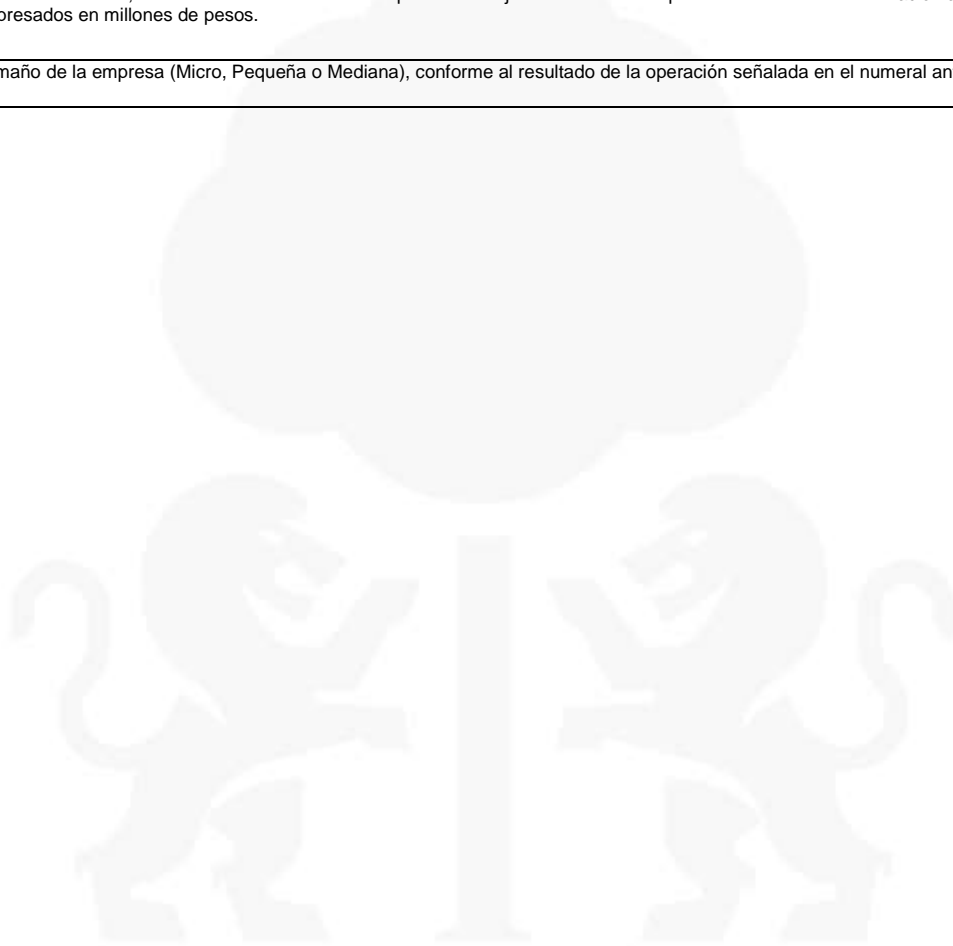 presados en millones de pesos.
maño de la empresa (Micro, Pequeña o Mediana), conforme al resultado de la operación señalada en el numeral an